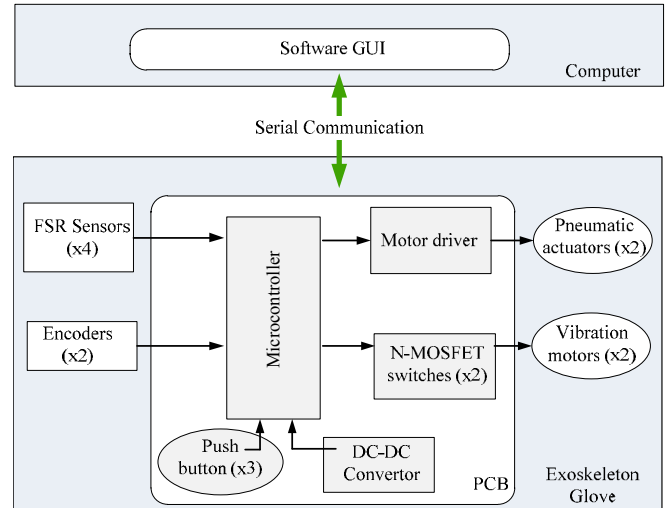 Software GUI
Computer
Serial Communication
FSR Sensors
(x4)
Microcontroller
Motor driver
Pneumatic
actuators (x2)
Encoders
(x2)
N-MOSFET
switches (x2)
Vibration
motors (x2)
Push
button (x3)
DC-DC
Convertor
PCB
Exoskeleton
Glove